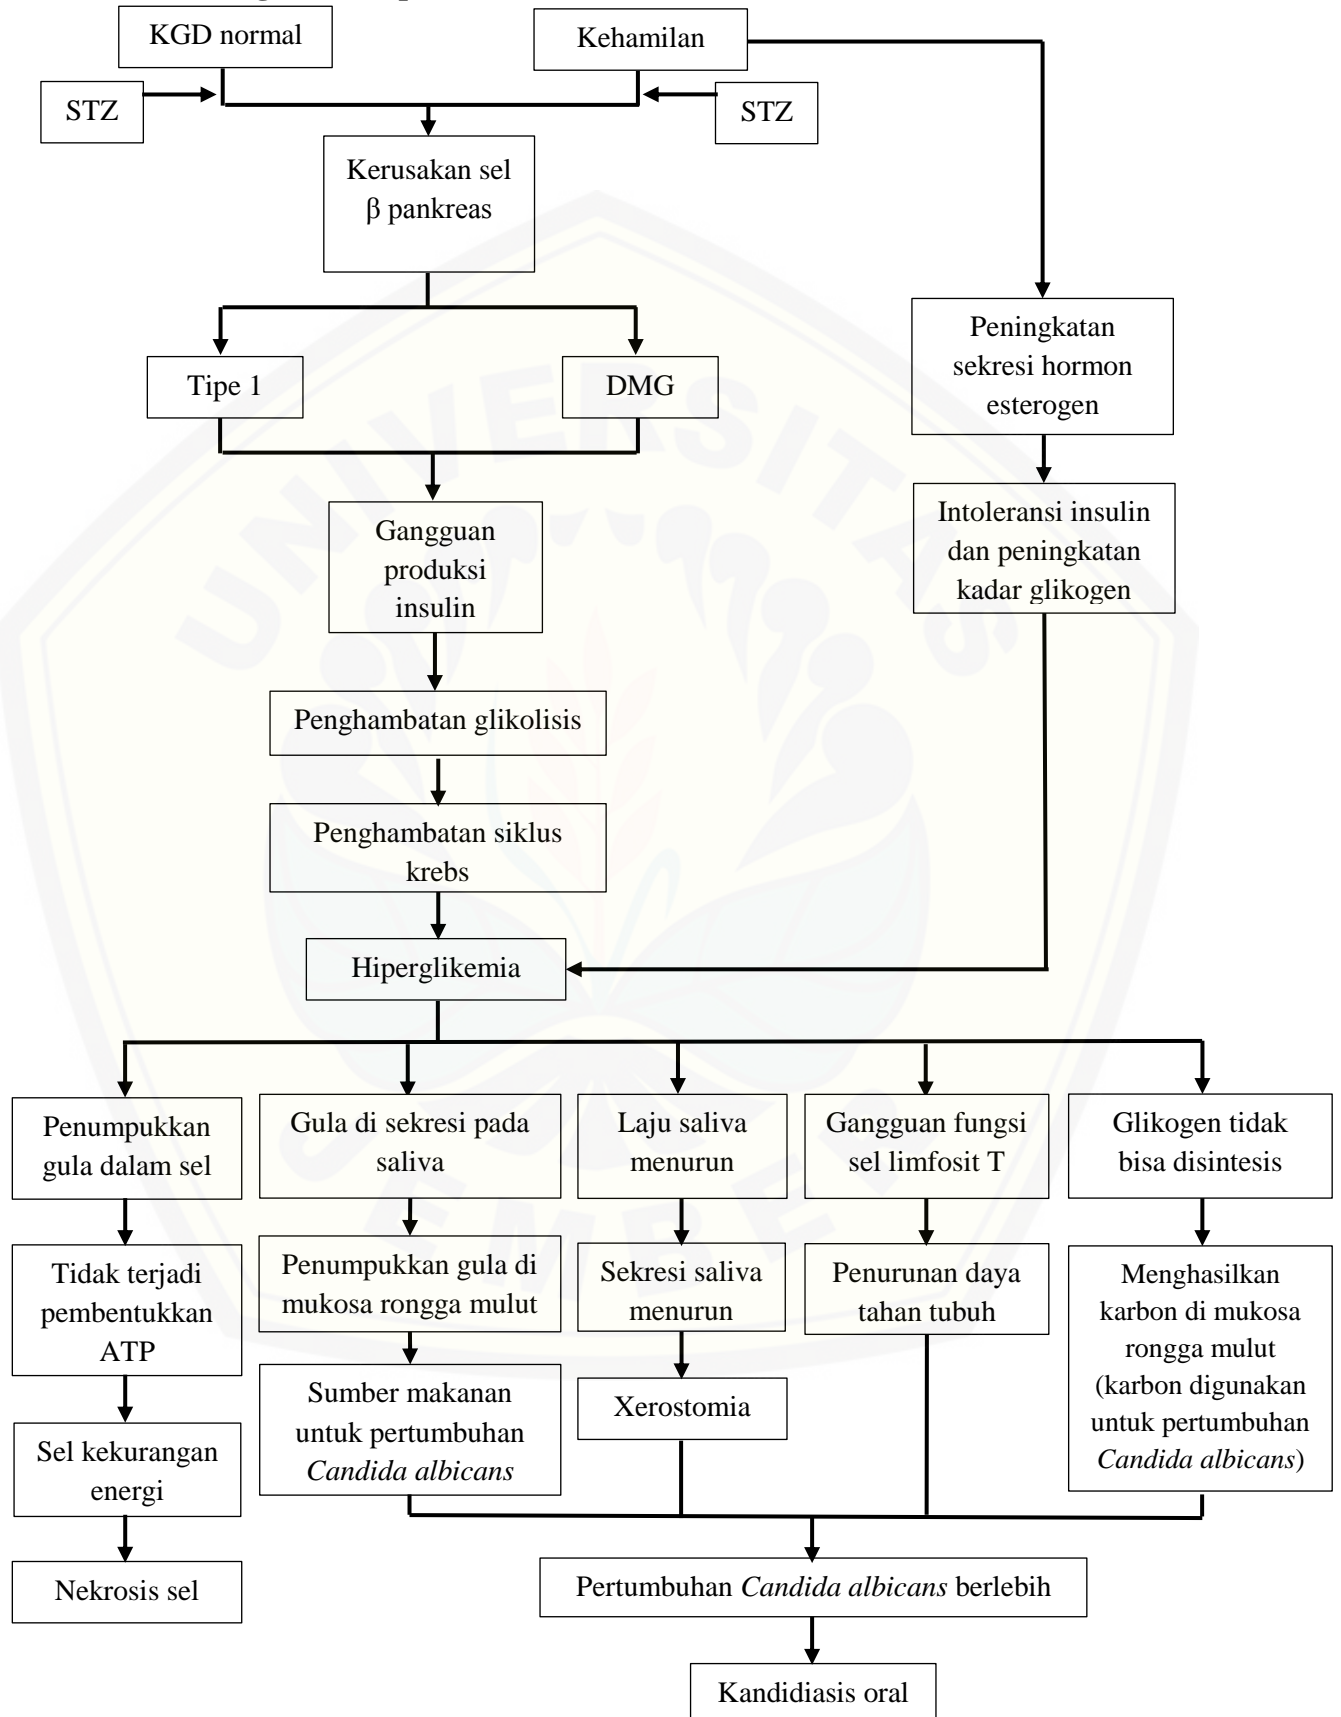 KGD normal
Kehamilan
STZ
STZ
Kerusakan sel
β pankreas
Tipe 1
DMG
Peningkatan
sekresi hormon
esterogen
Gangguan
produksi
insulin
Intoleransi insulin
dan peningkatan
kadar glikogen
Penghambatan glikolisis
Penghambatan siklus
krebs
Hiperglikemia
Penumpukkan
gula dalam sel
Gula di sekresi pada
saliva
Laju saliva
menurun
Gangguan fungsi
sel limfosit T
Glikogen tidak
bisa disintesis
Tidak terjadi
pembentukkan
ATP
Penumpukkan gula di
mukosa rongga mulut
Sekresi saliva
menurun
Penurunan daya
tahan tubuh
Menghasilkan
karbon di mukosa
rongga mulut
(karbon digunakan
untuk pertumbuhan
Candida albicans)
Sumber makanan
untuk pertumbuhan
Candida albicans
Xerostomia
Sel kekurangan
energi
Nekrosis sel
Pertumbuhan Candida albicans berlebih
Kandidiasis oral
UNIVERSITAS
JEMBER